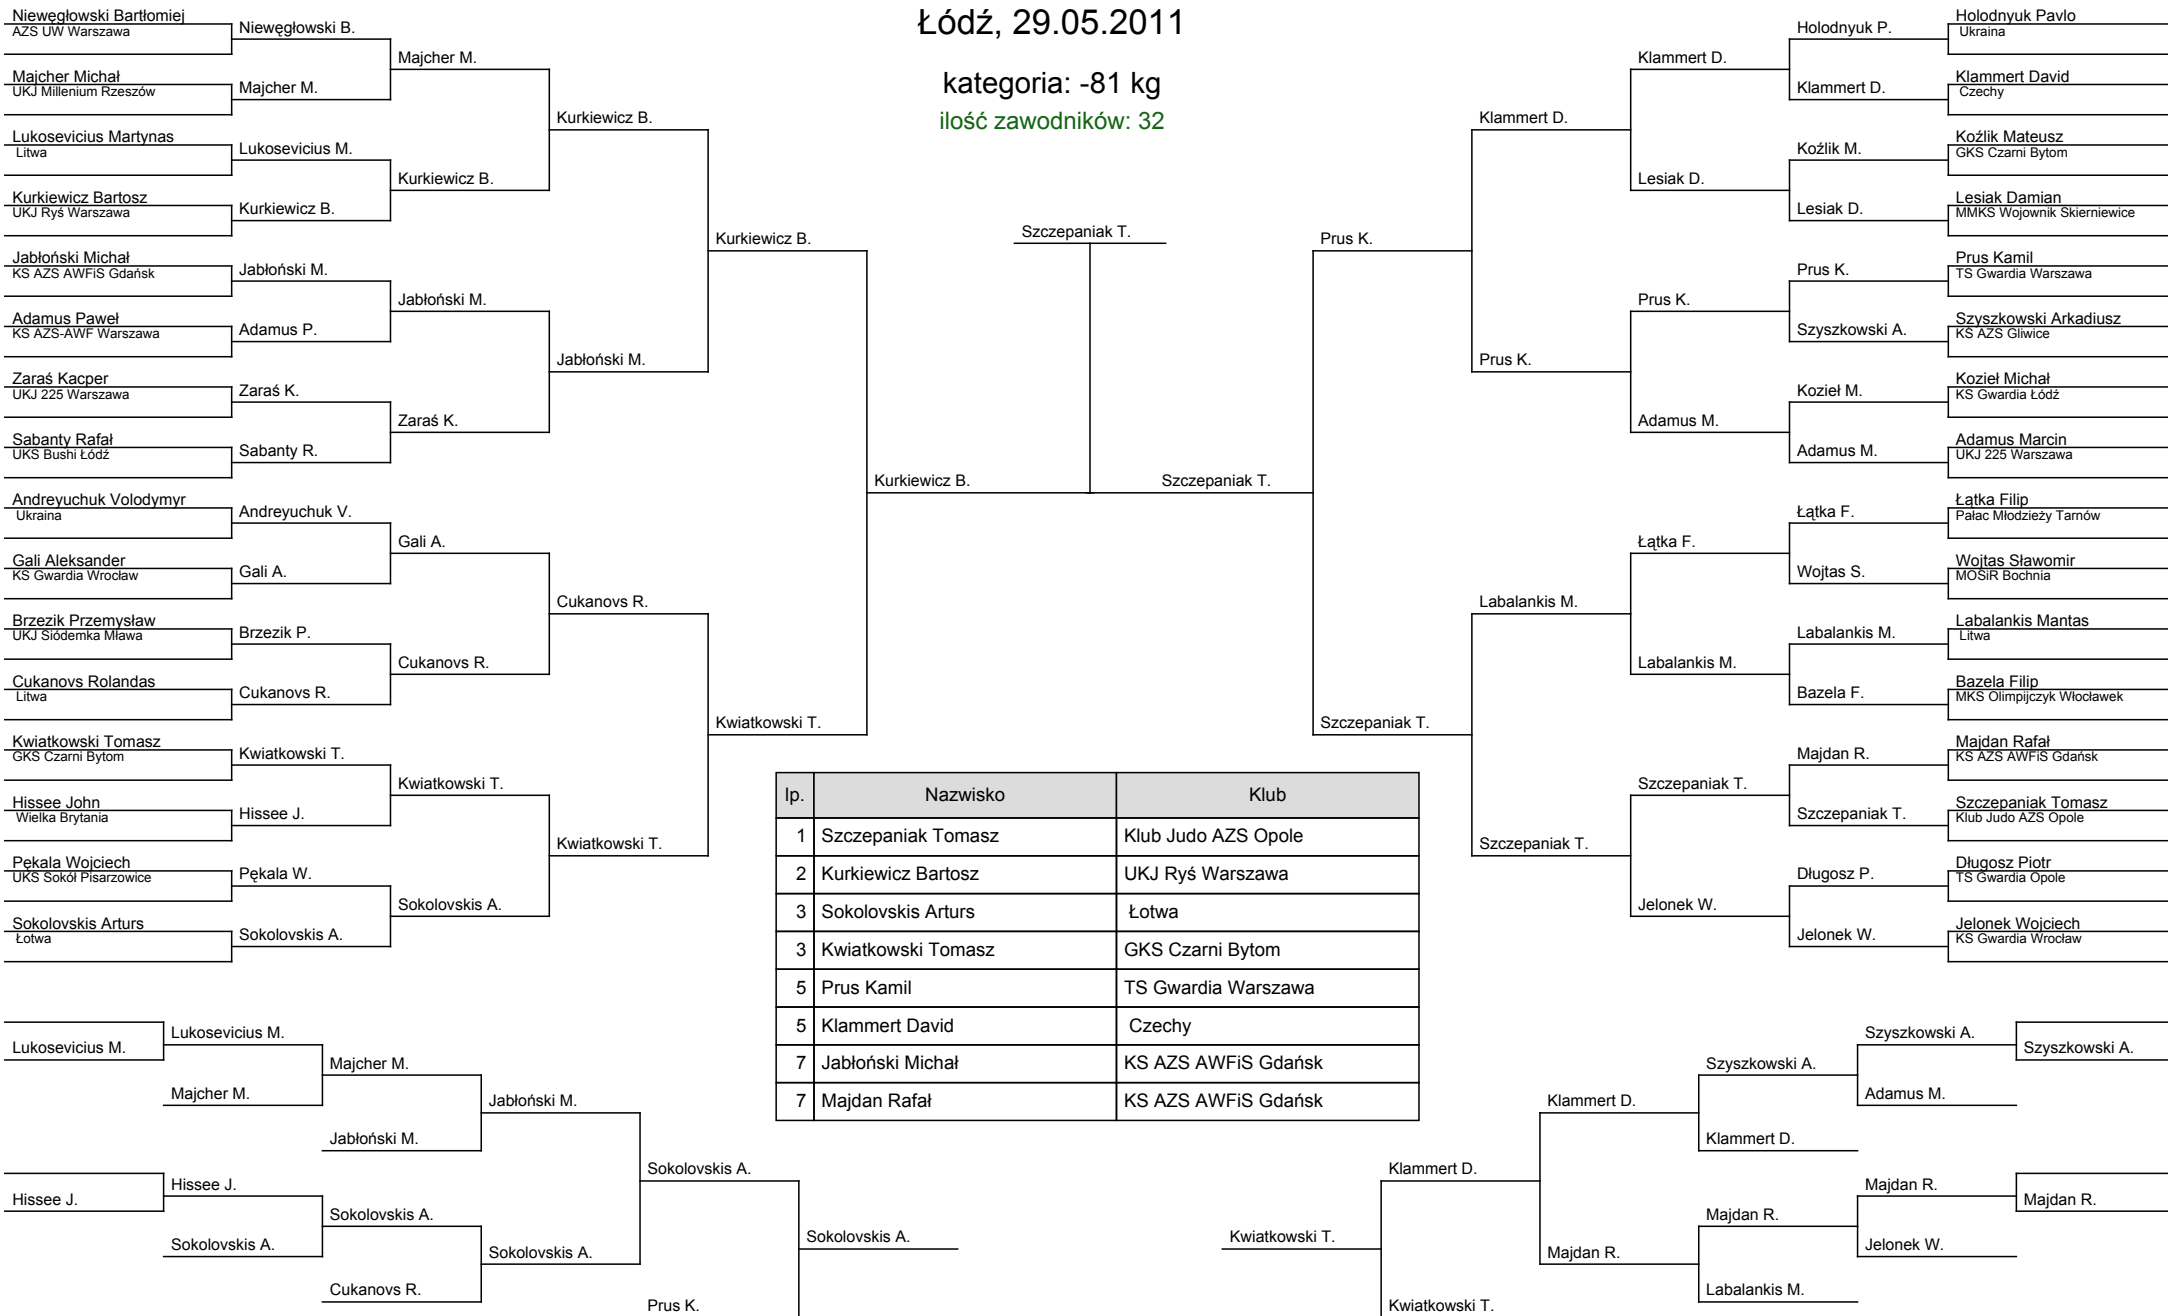 Łódź, 29.05.2011
kategoria: -81 kg
ilość zawodników: 32
Niewęgłowski Bartłomiej
AZS UW Warszawa
Majcher Michał
UKJ Millenium Rzeszów
Lukosevicius Martynas
Litwa
Kurkiewicz Bartosz
UKJ Ryś Warszawa
Jabłoński Michał
KS AZS AWFiS Gdańsk
Adamus Paweł
KS AZS-AWF Warszawa
Zaraś Kacper
UKJ 225 Warszawa
Sabanty Rafał
UKS Bushi Łódź
Andreyuchuk Volodymyr
Ukraina
Gali Aleksander
KS Gwardia Wrocław
Brzezik Przemysław
UKJ Siódemka Mława
Cukanovs Rolandas
Litwa
Kwiatkowski Tomasz
GKS Czarni Bytom
Hissee John
Wielka Brytania
Pękala Wojciech
UKS Sokół Pisarzowice
Sokolovskis Arturs
Łotwa
Niewęgłowski B.
Majcher M.
Lukosevicius M.
Kurkiewicz B.
Jabłoński M.
Adamus P.
Zaraś K.
Sabanty R.
Andreyuchuk V.
Gali A.
Brzezik P.
Cukanovs R.
Kwiatkowski T.
Hissee J.
Pękala W.
Sokolovskis A.
Majcher M.
Kurkiewicz B.
Jabłoński M.
Zaraś K.
Gali A.
Cukanovs R.
Kwiatkowski T.
Sokolovskis A.
Kurkiewicz B.
Jabłoński M.
Cukanovs R.
Kwiatkowski T.
Kurkiewicz B.
Kwiatkowski T.
Kurkiewicz B.
Szczepaniak T.
Szczepaniak T.
Prus K.
Szczepaniak T.
Klammert D.
Prus K.
Labalankis M.
Szczepaniak T.
Klammert D.
Lesiak D.
Prus K.
Adamus M.
Łątka F.
Labalankis M.
Szczepaniak T.
Jelonek W.
Holodnyuk P.
Klammert D.
Koźlik M.
Lesiak D.
Prus K.
Szyszkowski A.
Kozieł M.
Adamus M.
Łątka F.
Wojtas S.
Labalankis M.
Bazela F.
Majdan R.
Szczepaniak T.
Długosz P.
Jelonek W.
Holodnyuk Pavlo
Ukraina
Klammert David
Czechy
Koźlik Mateusz
GKS Czarni Bytom
Lesiak Damian
MMKS Wojownik Skierniewice
Prus Kamil
TS Gwardia Warszawa
Szyszkowski Arkadiusz
KS AZS Gliwice
Kozieł Michał
KS Gwardia Łódź
Adamus Marcin
UKJ 225 Warszawa
Łątka Filip
Pałac Młodzieży Tarnów
Wojtas Sławomir
MOSiR Bochnia
Labalankis Mantas
Litwa
Bazela Filip
MKS Olimpijczyk Włocławek
Majdan Rafał
KS AZS AWFiS Gdańsk
Szczepaniak Tomasz
Klub Judo AZS Opole
Długosz Piotr
TS Gwardia Opole
Jelonek Wojciech
KS Gwardia Wrocław
lp. Nazwisko Klub
1 Szczepaniak Tomasz Klub Judo AZS Opole
2 Kurkiewicz Bartosz UKJ Ryś Warszawa
3 Sokolovskis Arturs Łotwa
3 Kwiatkowski Tomasz GKS Czarni Bytom
5 Prus Kamil TS Gwardia Warszawa
5 Klammert David Czechy
7 Jabłoński Michał KS AZS AWFiS Gdańsk
7 Majdan Rafał KS AZS AWFiS Gdańsk
Lukosevicius M.
Hissee J.
Lukosevicius M.
Majcher M.
Hissee J.
Sokolovskis A.
Majcher M.
Jabłoński M.
Sokolovskis A.
Cukanovs R.
Jabłoński M.
Sokolovskis A.
Sokolovskis A.
Prus K.
Sokolovskis A.
Kwiatkowski T.
Klammert D.
Kwiatkowski T.
Klammert D.
Majdan R.
Szyszkowski A.
Klammert D.
Majdan R.
Labalankis M.
Szyszkowski A.
Adamus M.
Majdan R.
Jelonek W.
Szyszkowski A.
Majdan R.